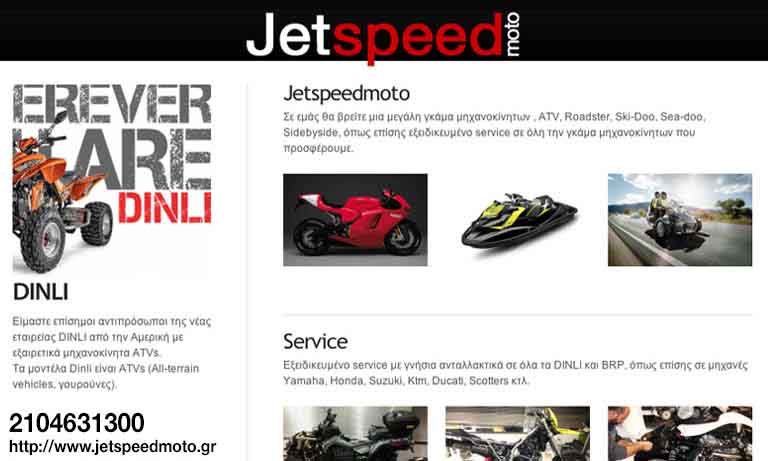 Jetspeed moto
EREVER
ARE
DINLI
DINLI
Είμαστε επίσημοι αντιπρόσωποι της νέας
εταιρείας DINLI από την Αμερική με
εξαιρετικά μηχανοκίνητα ATVs.
Τα μοντέλα Dinli είναι ATVs (All-terrain
vehicles, γουρούνες).
2104631300
http://www.jetspeedmoto.gr
Jetspeedmoto
Σε εμάς θα βρείτε μια μεγάλη γκάμα μηχανοκίνητων , ATV, Roadster, Ski-Doo, Sea-doo,
Sidebyside, όπως επίσης εξειδικευμένο service σε όλη την γκάμα μηχανοκίνητων που
προσφέρουμε.
Service
Εξειδικευμένο service με γνήσια ανταλλακτικά σε όλα τα DINLI και BRP, όπως επίσης σε μηχανές
Yamaha, Honda, Suzuki, Ktm, Ducati, Scotters κτλ.